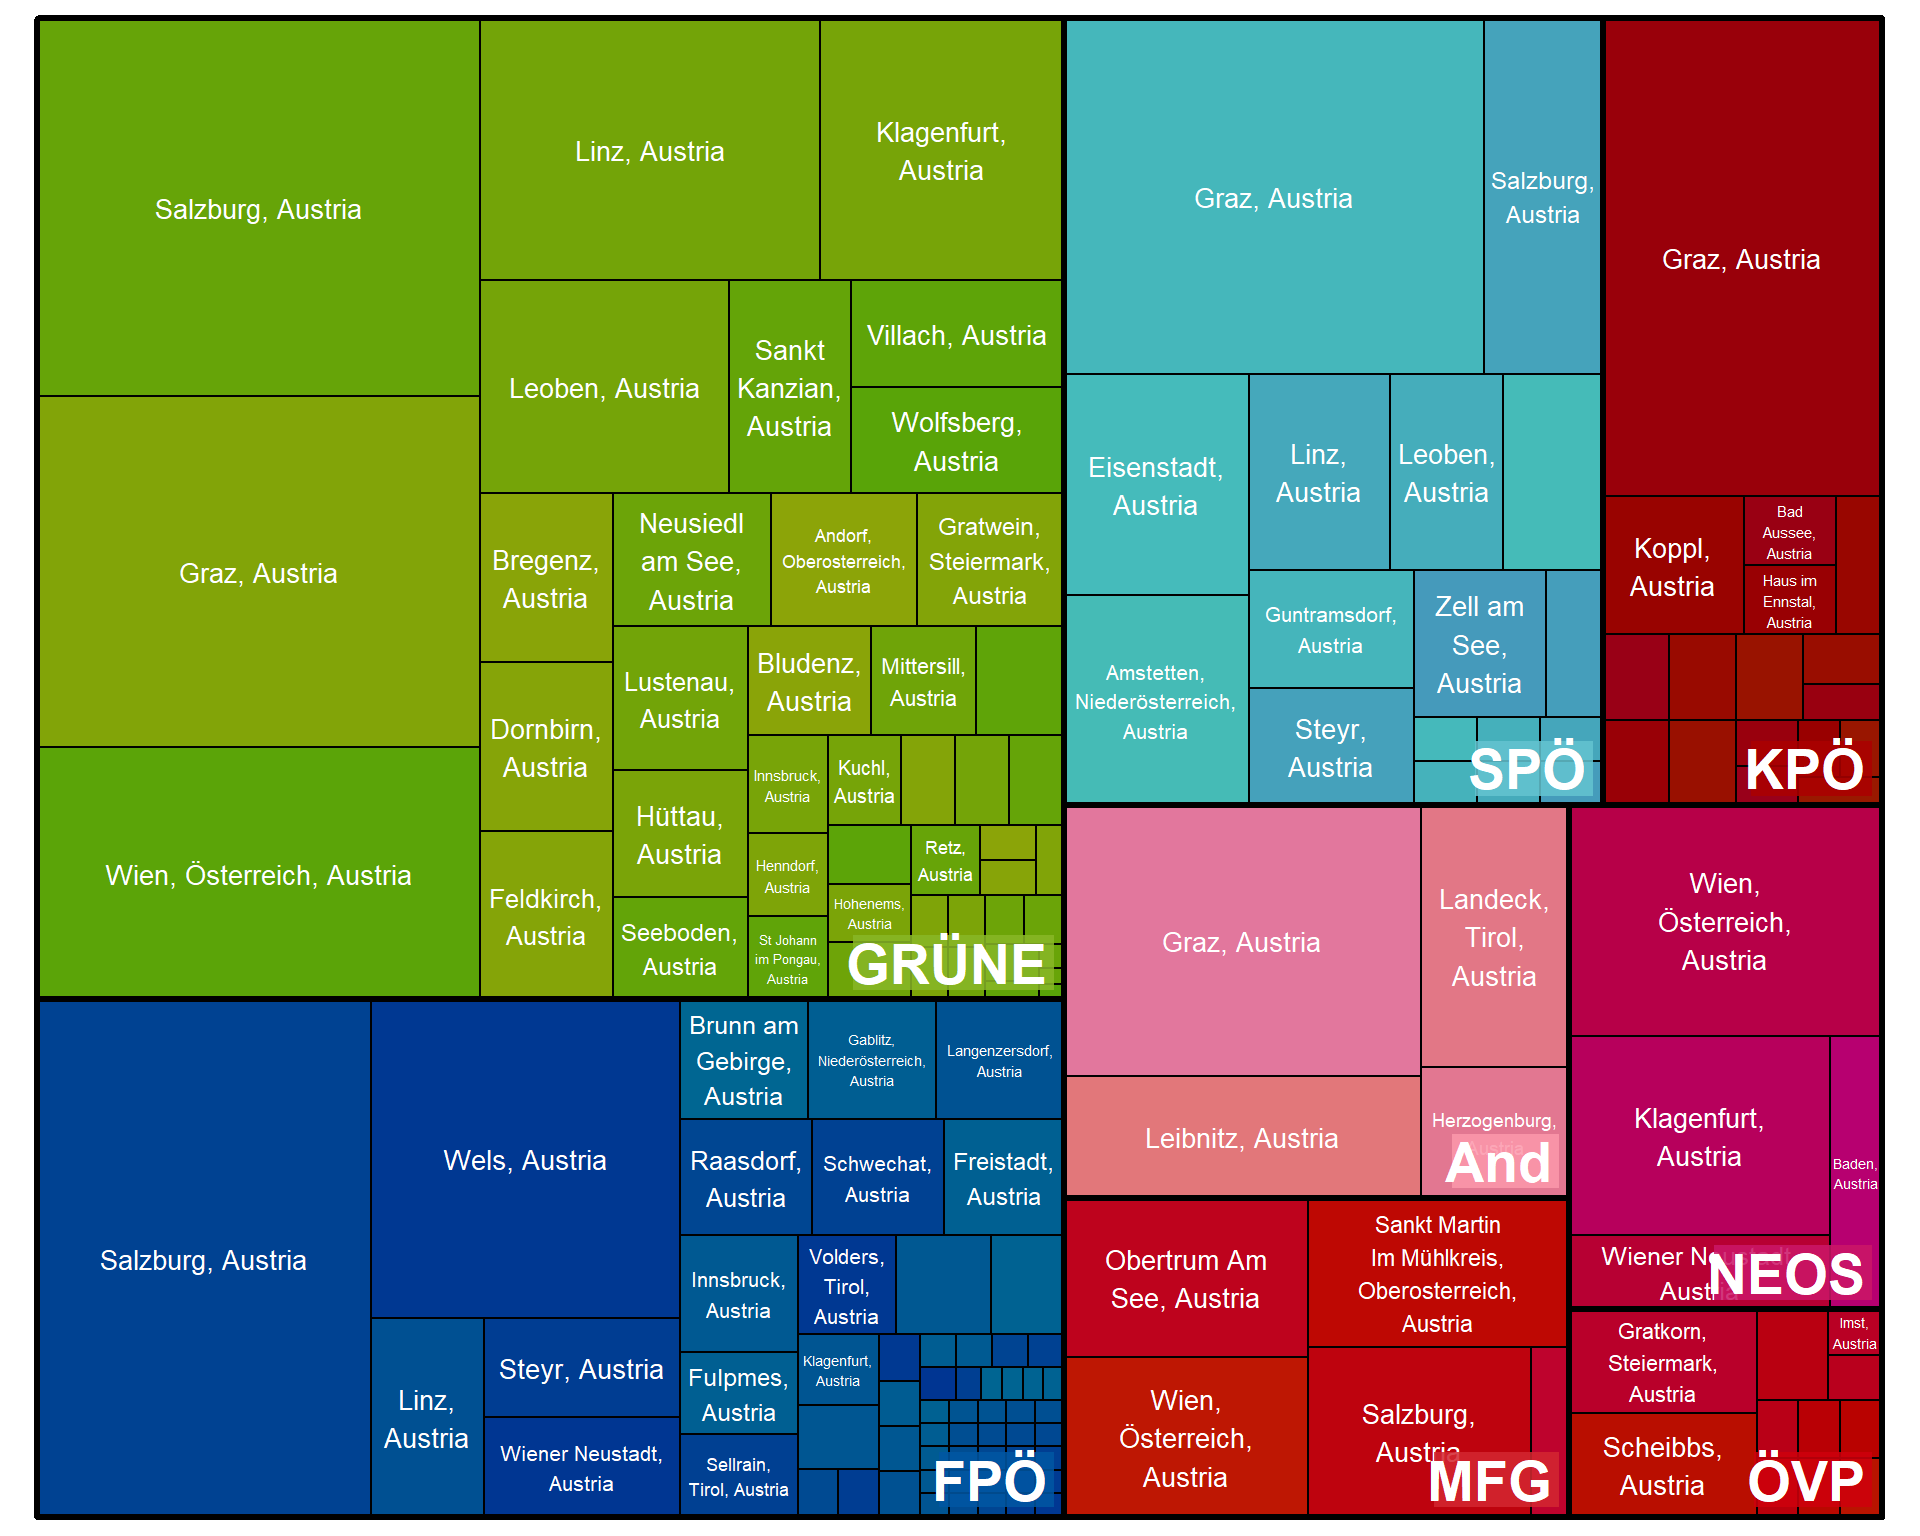 Salzburg, Austria
Graz, Austria
Wien, Österreich, Austria
Linz, Austria
Klagenfurt,
Austria
Leoben, Austria
Sankt
Kanzian,
Austria
Villach, Austria
Wolfsberg,
Austria
Bregenz,
Austria
Dornbirn,
Austria
Feldkirch,
Austria
Neusiedl
am See,
Austria
Andorf,
Oberosterreich,
Austria
Gratwein,
Steiermark,
Austria
Lustenau,
Austria
Hüttau,
Austria
Seeboden,
Austria
Bludenz,
Austria
Mittersill,
Austria
Innsbruck,
Austria
Henndorf,
Austria
St Johann
im Pongau,
Austria
Kuchl,
Austria
Retz,
Austria
Hohenems,
Austria
GRÜNE
Salzburg, Austria
Wels, Austria
Linz,
Austria
Steyr, Austria
Wiener Neustadt,
Austria
Brunn am
Gebirge,
Austria
Gablitz,
Niederösterreich,
Austria
Langenzersdorf,
Austria
Raasdorf,
Austria
Schwechat,
Austria
Freistadt,
Austria
Innsbruck,
Austria
Fulpmes,
Austria
Sellrain,
Tirol, Austria
Volders,
Tirol,
Austria
Klagenfurt,
Austria
FPÖ
Graz, Austria
Salzburg,
Austria
Eisenstadt,
Austria
Amstetten,
Niederösterreich,
Austria
Linz,
Austria
Leoben,
Austria
Guntramsdorf,
Austria
Steyr,
Austria
Zell am
See,
Austria
SPÖ
Graz, Austria
Koppl,
Austria
Bad
Aussee,
Austria
Haus im
Ennstal,
Austria
KPÖ
Graz, Austria
Leibnitz, Austria
Landeck,
Tirol,
Austria
Herzogenburg,
Austria
And
Wien,
Österreich,
Austria
Klagenfurt,
Austria
Baden,
Austria
Wiener Neustadt,
Austria
NEOS
Obertrum Am
See, Austria
Wien,
Österreich,
Austria
Sankt Martin
Im Mühlkreis,
Oberosterreich,
Austria
Salzburg,
Austria
MFG
Gratkorn,
Steiermark,
Austria
Scheibbs,
Austria
Imst,
Austria
ÖVP